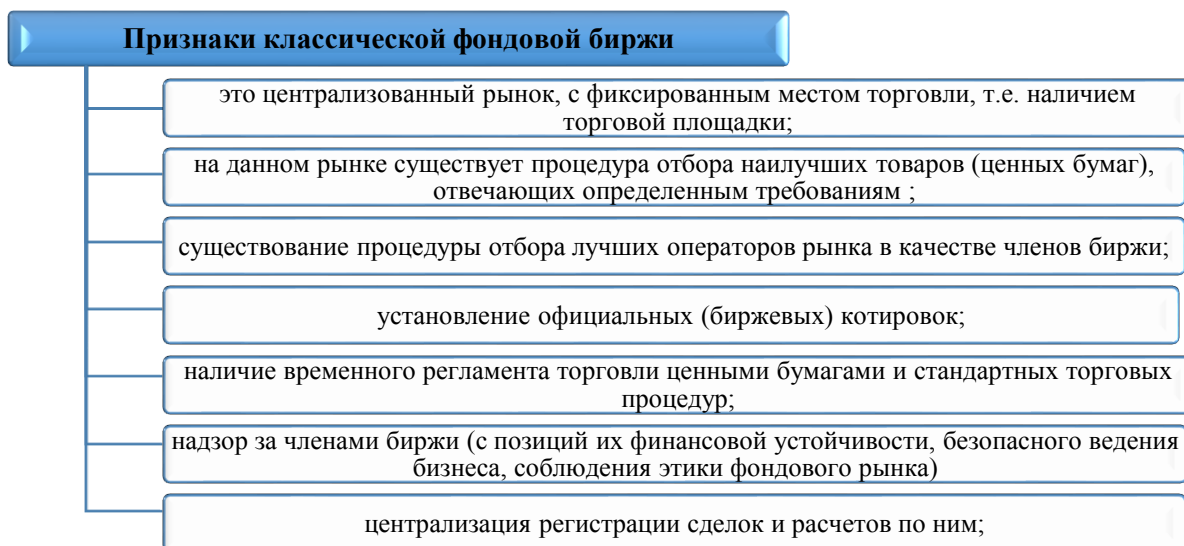 Признаки классической фондовой биржи
это централизованный рынок, с фиксированным местом торговли, т.е. наличием
торговой площадки;
на данном рынке существует процедура отбора наилучших товаров (ценных бумаг),
отвечающих определенным требованиям ;
существование процедуры отбора лучших операторов рынка в качестве членов биржи;
установление официальных (биржевых) котировок;
наличие временного регламента торговли ценными бумагами и стандартных торговых
процедур;
надзор за членами биржи (с позиций их финансовой устойчивости, безопасного ведения
бизнеса, соблюдения этики фондового рынка)
централизация регистрации сделок и расчетов по ним;